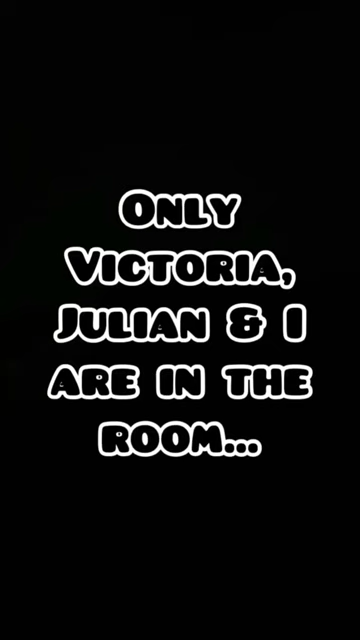 Only
Victoria,
Julian & I
are in the
room...